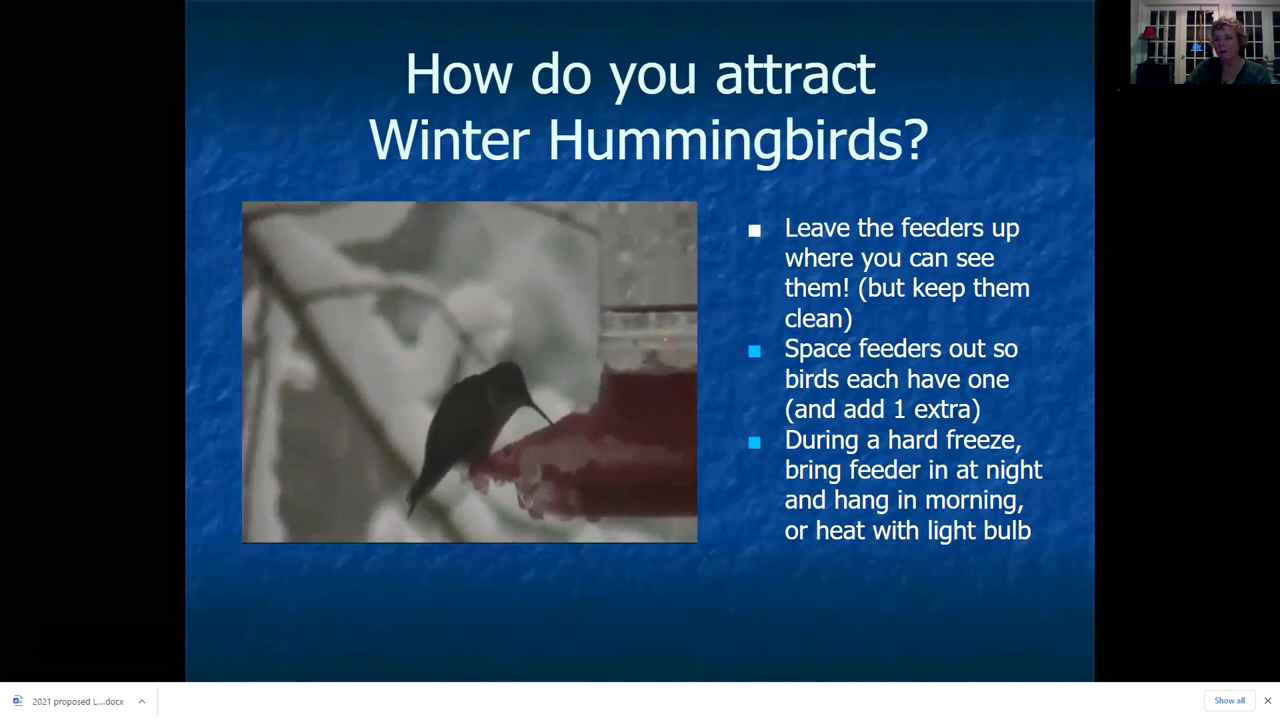 How do you attract
Winter Hummingbirds?
Leave the feeders up
where you can see
them! (but keep them
clean)
Space feeders out so
birds each have one
(and add 1 extra)
During a hard freeze,
bring feeder in at night
and hang in morning,
or heat with light bulb
2021 proposed L....docx
Show all